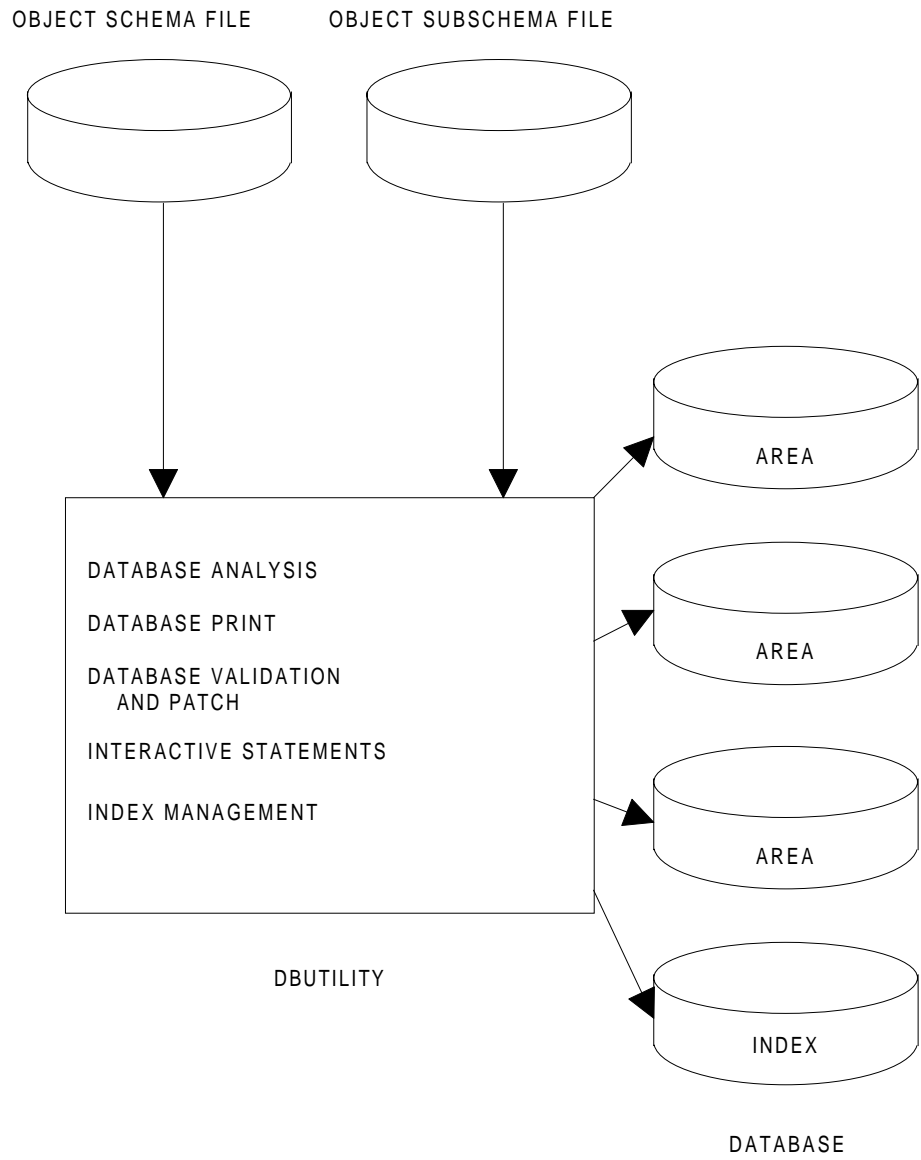 OBJECT SCHEMA FILE
OBJECT SUBSCHEMA FILE
AREA
DATABASE ANALYSIS
DATABASE PRINT
AREA
DATABASE VALIDATION
AND PATCH
INTERACTIVE STATEMENTS
INDEX MANAGEMENT
AREA
DBUTILITY
INDEX
DATABASE